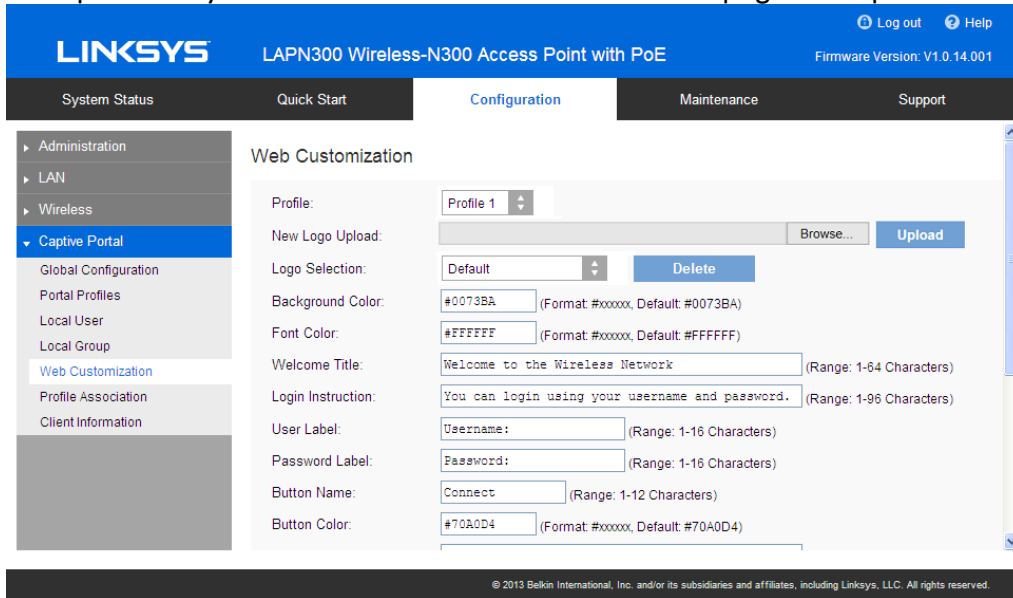 Log out Help
LINKSYS LAPN300 Wireless-N300 Access Point with PoE Firmware Version: V1.0.14.001
System Status Quick Start Configuration Maintenance Support
Administration
LAN
Wireless
Captive Portal
Global Configuration
Portal Profiles
Local User
Local Group
Web Customization
Profile Association
Client Information
Web Customization
Profile: Profile 1
New Logo Upload: Browse... Upload
Logo Selection: Default Delete
Background Color: #0073BA (Format: #xxxxxx, Default: #0073BA)
Font Color: #FFFFFF (Format: #xxxxxx, Default: #FFFFFF)
Welcome Title: Welcome to the Wireless Network (Range: 1-64 Characters)
Login Instruction: You can login using your username and password. (Range: 1-96 Characters)
User Label: Username: (Range: 1-16 Characters)
Password Label: Password: (Range: 1-16 Characters)
Button Name: Connect (Range: 1-12 Characters)
Button Color: #70A0D4 (Format: #xxxxxx, Default: #70A0D4)
© 2013 Belkin International, Inc. and/or its subsidiaries and affiliates, including Linksys, LLC. All rights reserved.